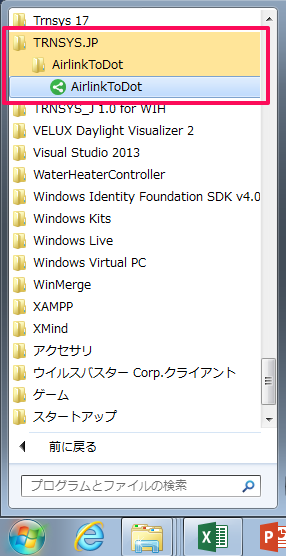 Trnsys 17
TRNSYS.JP
AirlinkToDot
AirlinkToDot
TRNSYS_J 1.0 for WIH
VELUX Daylight Visualizer 2
Visual Studio 2013
WaterHeaterController
Windows Identity Foundation SDK v4.0
Windows Kits
Windows Live
Windows Virtual PC
WinMerge
XAMPP
XMind
アクセサリ
ウイルスバスター Corp.クライアント
ゲーム
スタートアップ
前に戻る
プログラムとファイルの検索